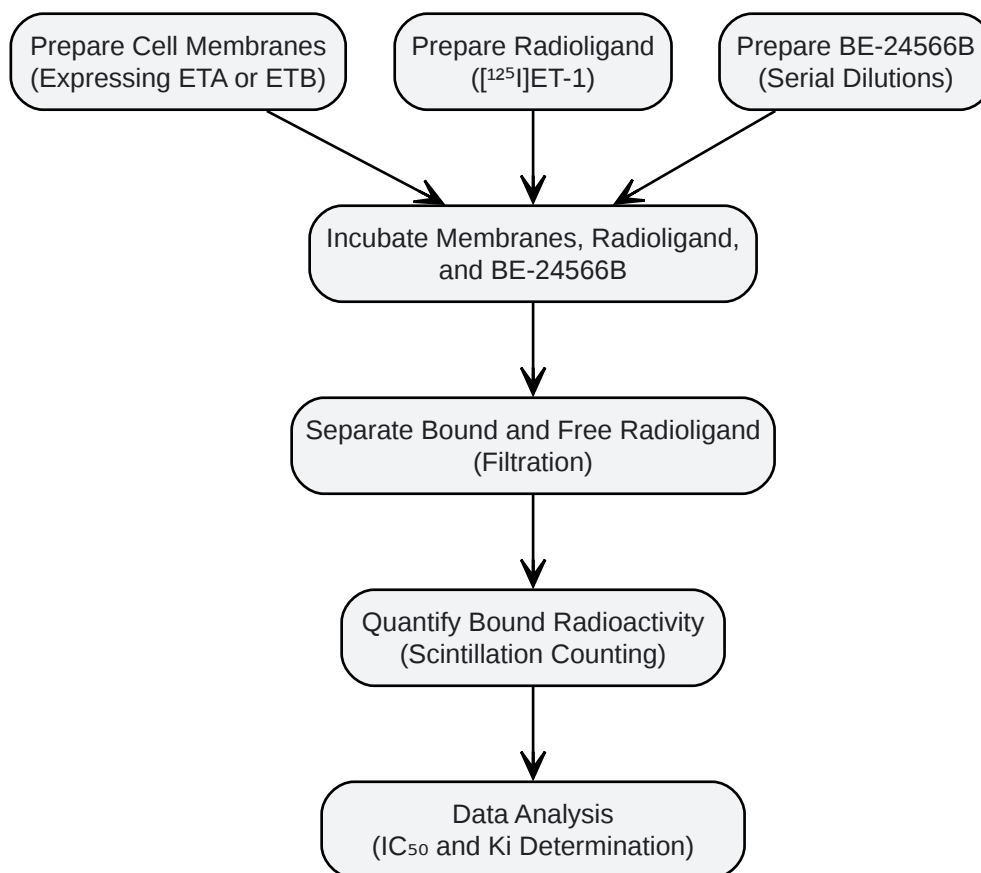 Prepare Cell Membranes
(Expressing ETA or ETB)
Prepare Radioligand
([¹²⁵I]ET-1)
Prepare BE-24566B
(Serial Dilutions)
Incubate Membranes, Radioligand,
and BE-24566B
Separate Bound and Free Radioligand
(Filtration)
Quantify Bound Radioactivity
(Scintillation Counting)
Data Analysis
(IC₅₀ and Ki Determination)